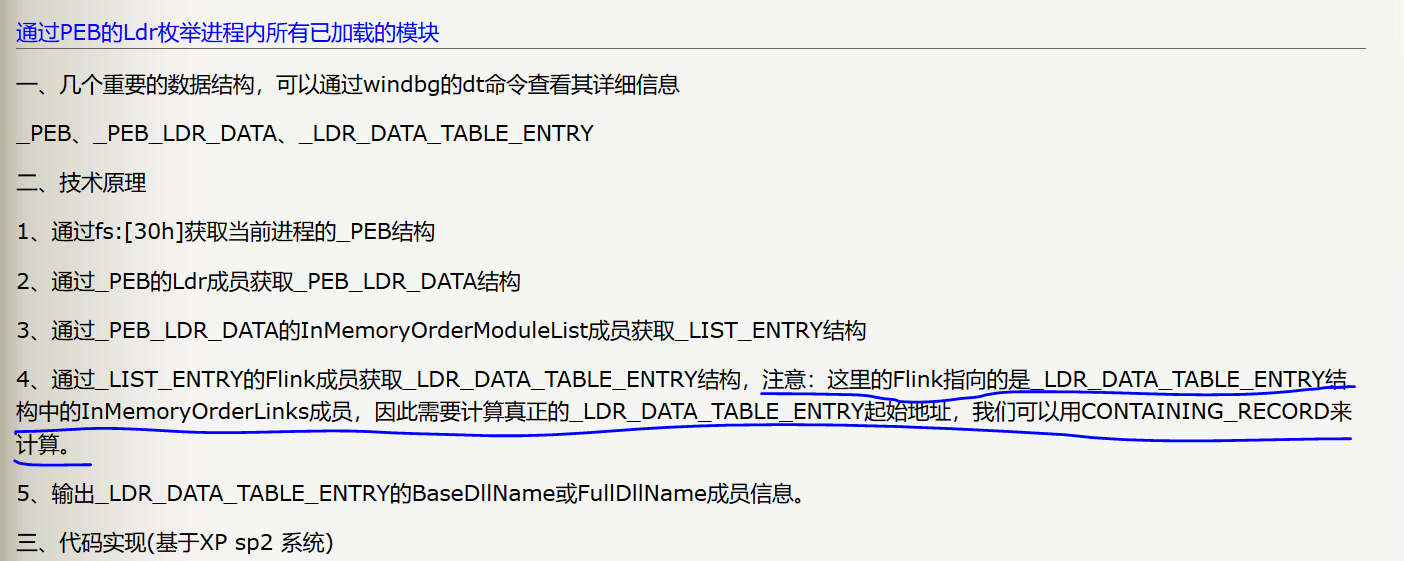 通过PEB的Ldr枚举进程内所有已加载的模块
一、几个重要的数据结构，可以通过windbg的dt命令查看其详细信息
_PEB、_PEB_LDR_DATA、_LDR_DATA_TABLE_ENTRY
二、技术原理
1、通过fs:[30h]获取当前进程的_PEB结构
2、通过_PEB的Ldr成员获取_PEB_LDR_DATA结构
3、通过_PEB_LDR_DATA的InMemoryOrderModuleList成员获取_LIST_ENTRY结构
4、通过_LIST_ENTRY的Flink成员获取_LDR_DATA_TABLE_ENTRY结构，注意：这里的Flink指向的是_LDR_DATA_TABLE_ENTRY结
构中的InMemoryOrderLinks成员，因此需要计算真正的_LDR_DATA_TABLE_ENTRY起始地址，我们可以用CONTAINING_RECORD来
计算。
5、输出_LDR_DATA_TABLE_ENTRY的BaseDllName或FullDllName成员信息。
三、代码实现(基于XP sp2 系统)